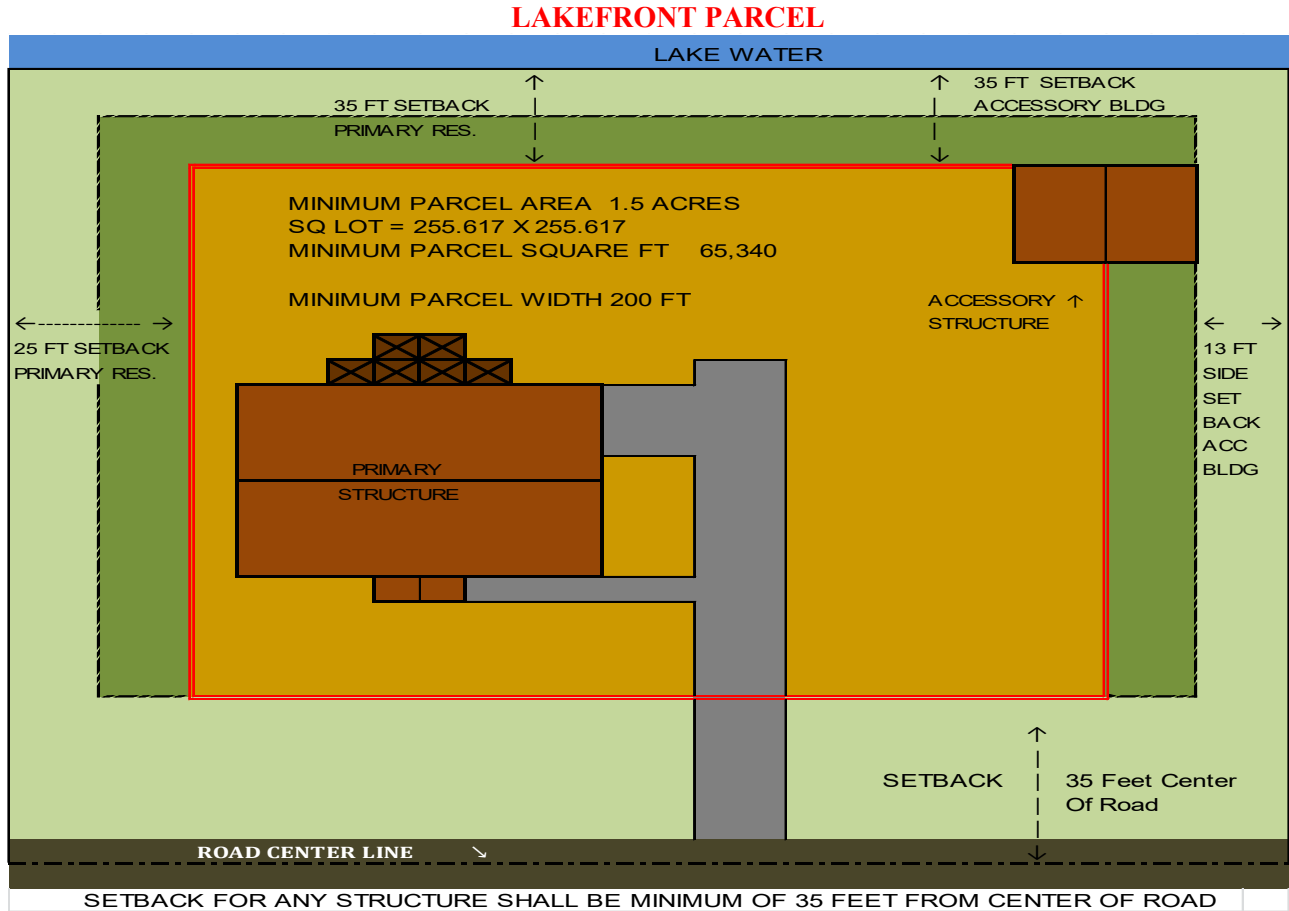 LAKEFRONT PARCEL
LAKE WATER
35 FT SETBACK
PRIMARY RES.
35 FT SETBACK
ACCESSORY BLDG
MINIMUM PARCEL AREA 1.5 ACRES
SQ LOT = 255.617 X 255.617
MINIMUM PARCEL SQUARE FT 65,340
MINIMUM PARCEL WIDTH 200 FT
ACCESSORY ↑
STRUCTURE
25 FT SETBACK
PRIMARY RES.
13 FT
SIDE
SET
BACK
ACC
BLDG
PRIMARY
STRUCTURE
SETBACK
35 Feet Center
Of Road
ROAD CENTER LINE ↘
SETBACK FOR ANY STRUCTURE SHALL BE MINIMUM OF 35 FEET FROM CENTER OF ROAD